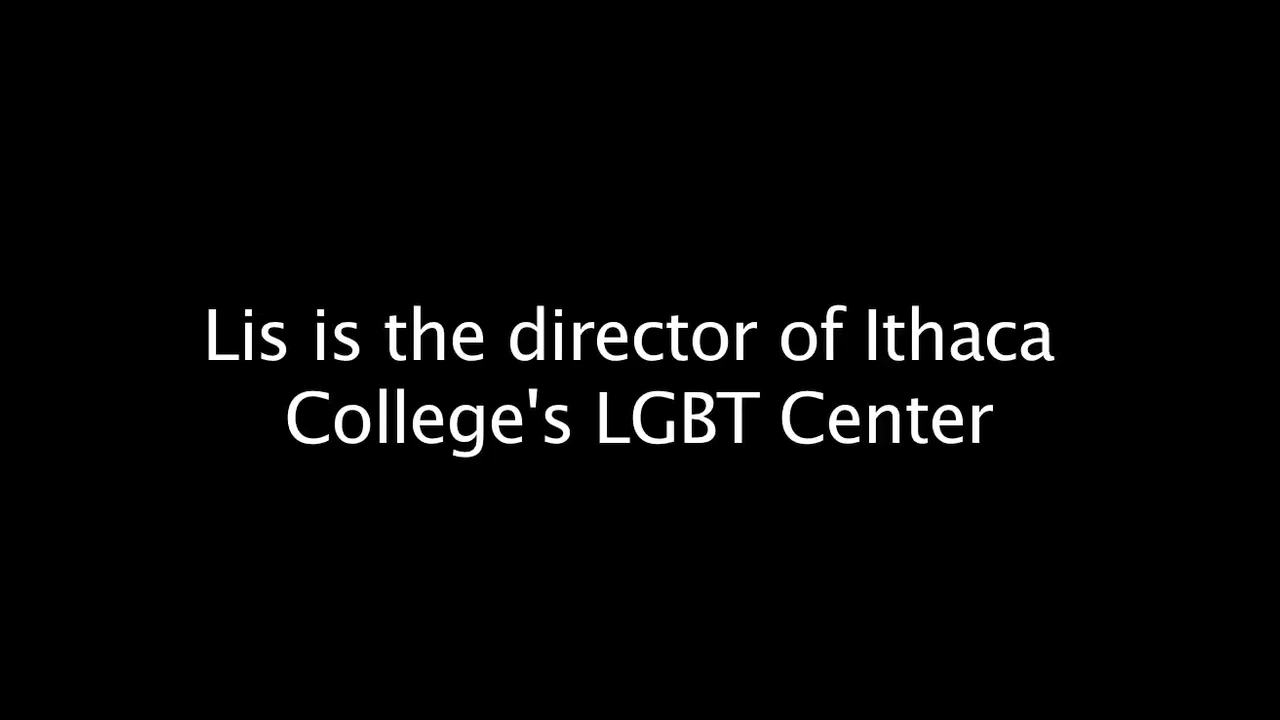 Lis is the director of Ithaca
College's LGBT Center